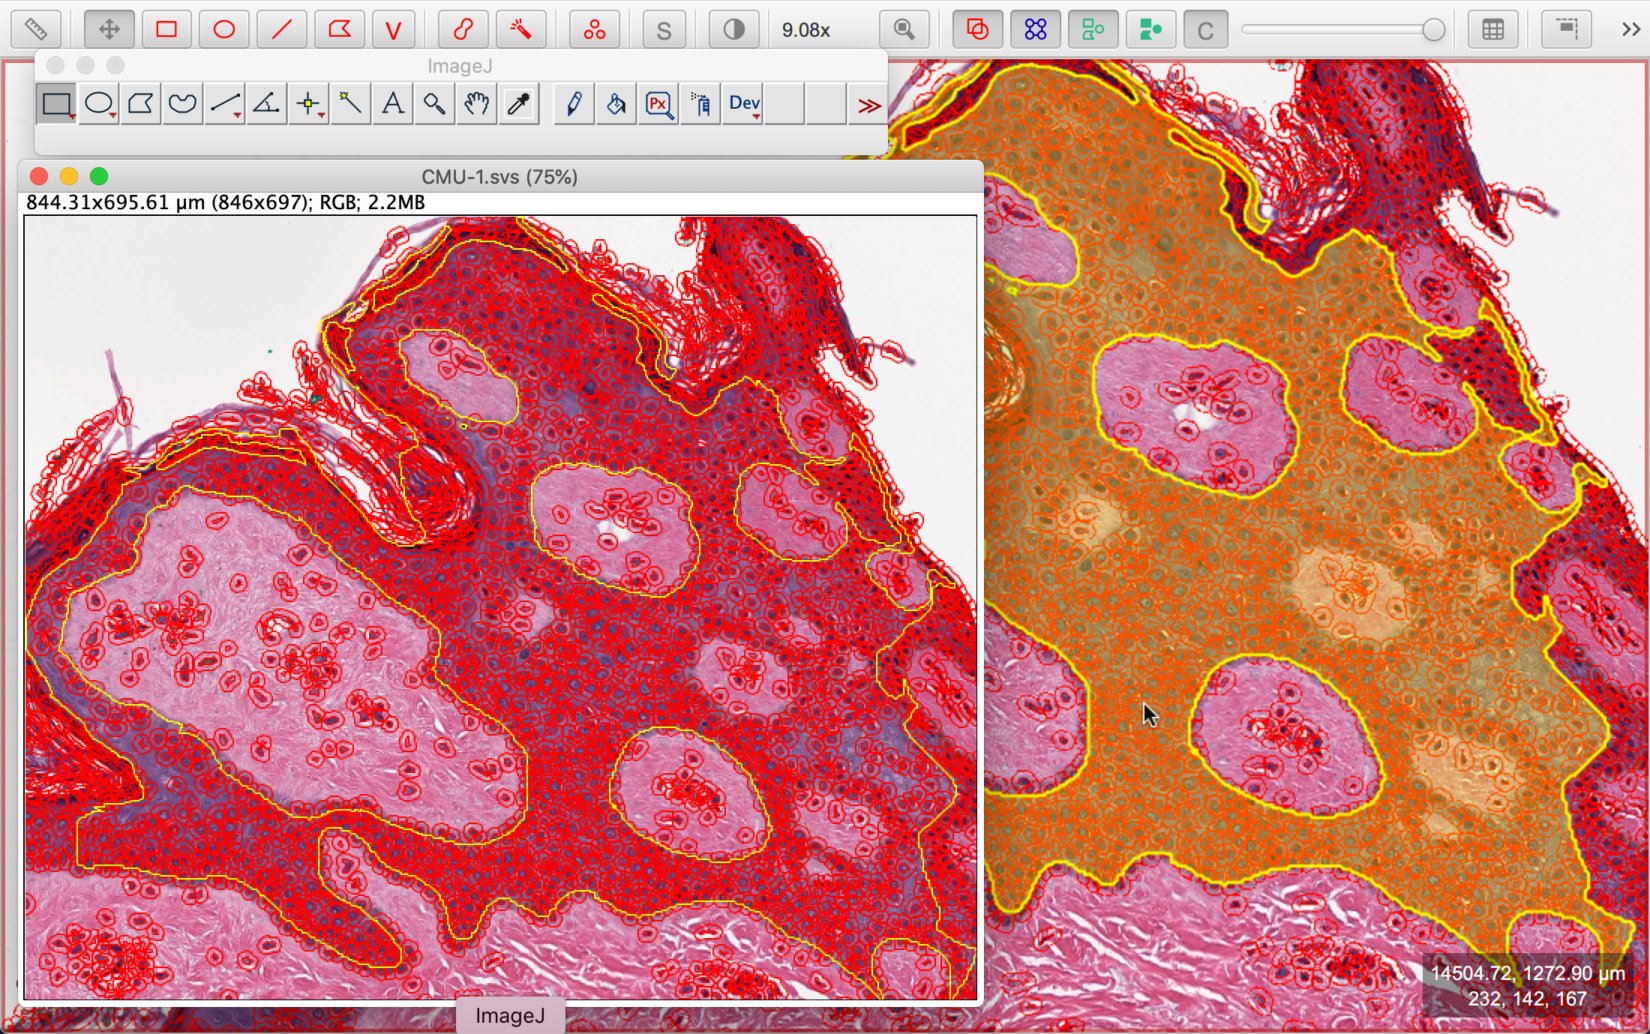 V
S
9.08x
C
ImageJ
A
Px
Dev
CMU-1.svs (75%)
844.31x695.61 µm (846x697); RGB; 2.2MB
14504.72, 1272.90 µm
232, 142, 167
ImageJ